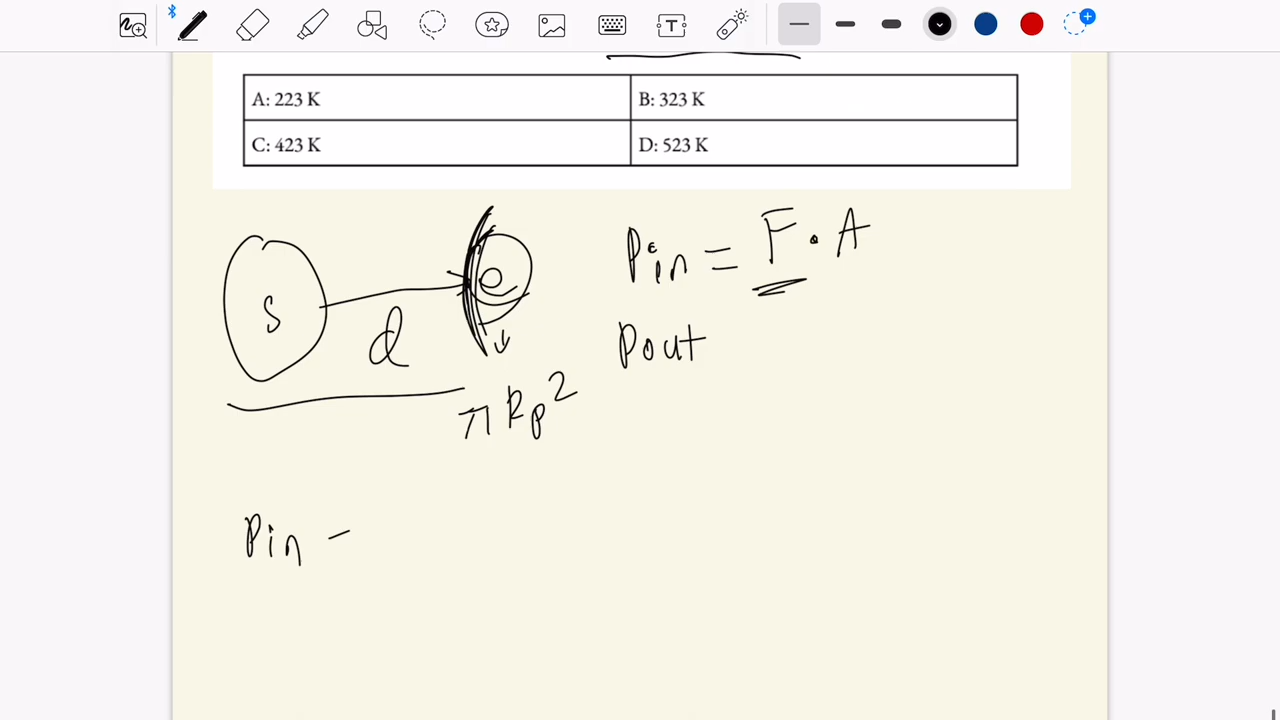 A: 223 K
B: 323 K
C: 423 K
D: 523 K
Pin = F · A
S
d
Pout
πRp²
Pin -